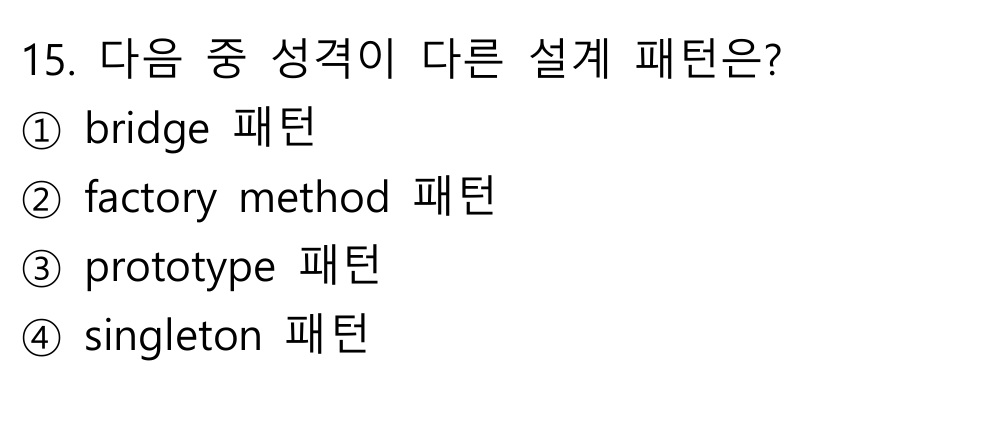 15. 다음 중 성격이 다른 설계 패턴은?
① bridge 패턴
② factory method 패턴
③ prototype 패턴
④ singleton 패턴